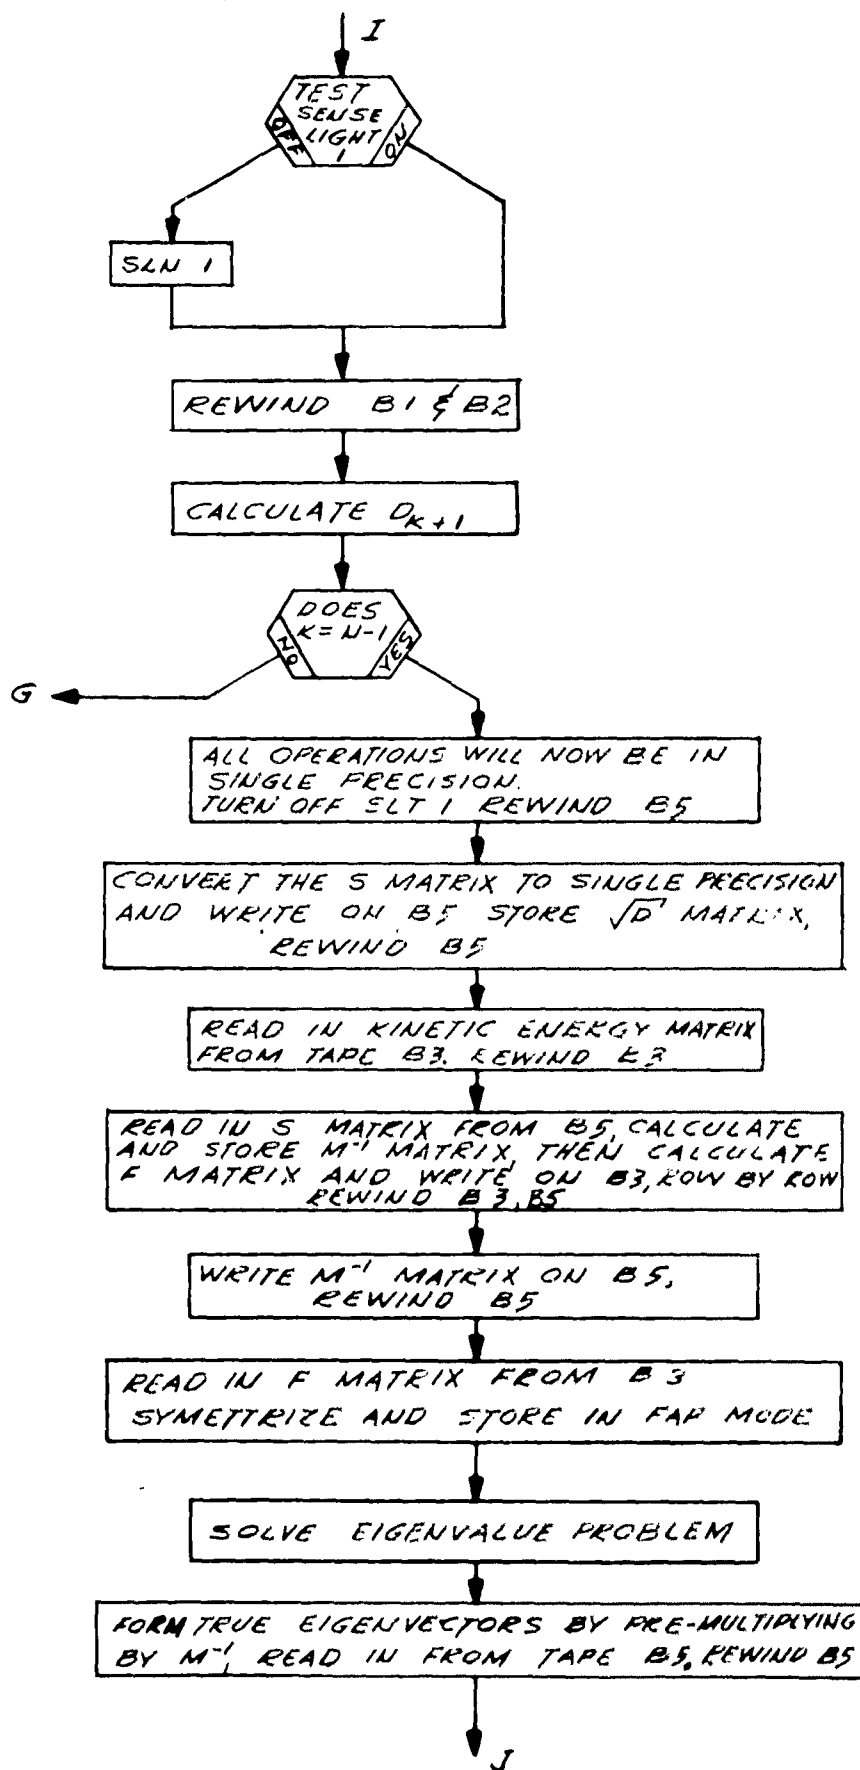 I
TEST
SENSE
LIGHT
1
OFF
ON
SLN 1
REWIND B1 & B2
CALCULATE D_{K+1}
DOES
K = N-1
NO
YES
G
ALL OPERATIONS WILL NOW BE IN
SINGLE PRECISION.
TURN OFF SLT 1 REWIND B5
CONVERT THE S MATRIX TO SINGLE PRECISION
AND WRITE ON B5 STORE √D MATRIX,
REWIND B5
READ IN KINETIC ENERGY MATRIX
FROM TAPE B3. REWIND B3
READ IN S MATRIX FROM B5, CALCULATE
AND STORE M⁻¹ MATRIX, THEN CALCULATE
F MATRIX AND WRITE ON B3, ROW BY ROW
REWIND B3, B5
WRITE M⁻¹ MATRIX ON B5,
REWIND B5
READ IN F MATRIX FROM B3
SYMETTRIZE AND STORE IN FAP MODE
SOLVE EIGENVALUE PROBLEM
FORM TRUE EIGENVECTORS BY PRE-MULTIPLYING
BY M⁻¹, READ IN FROM TAPE B5. REWIND B5
J